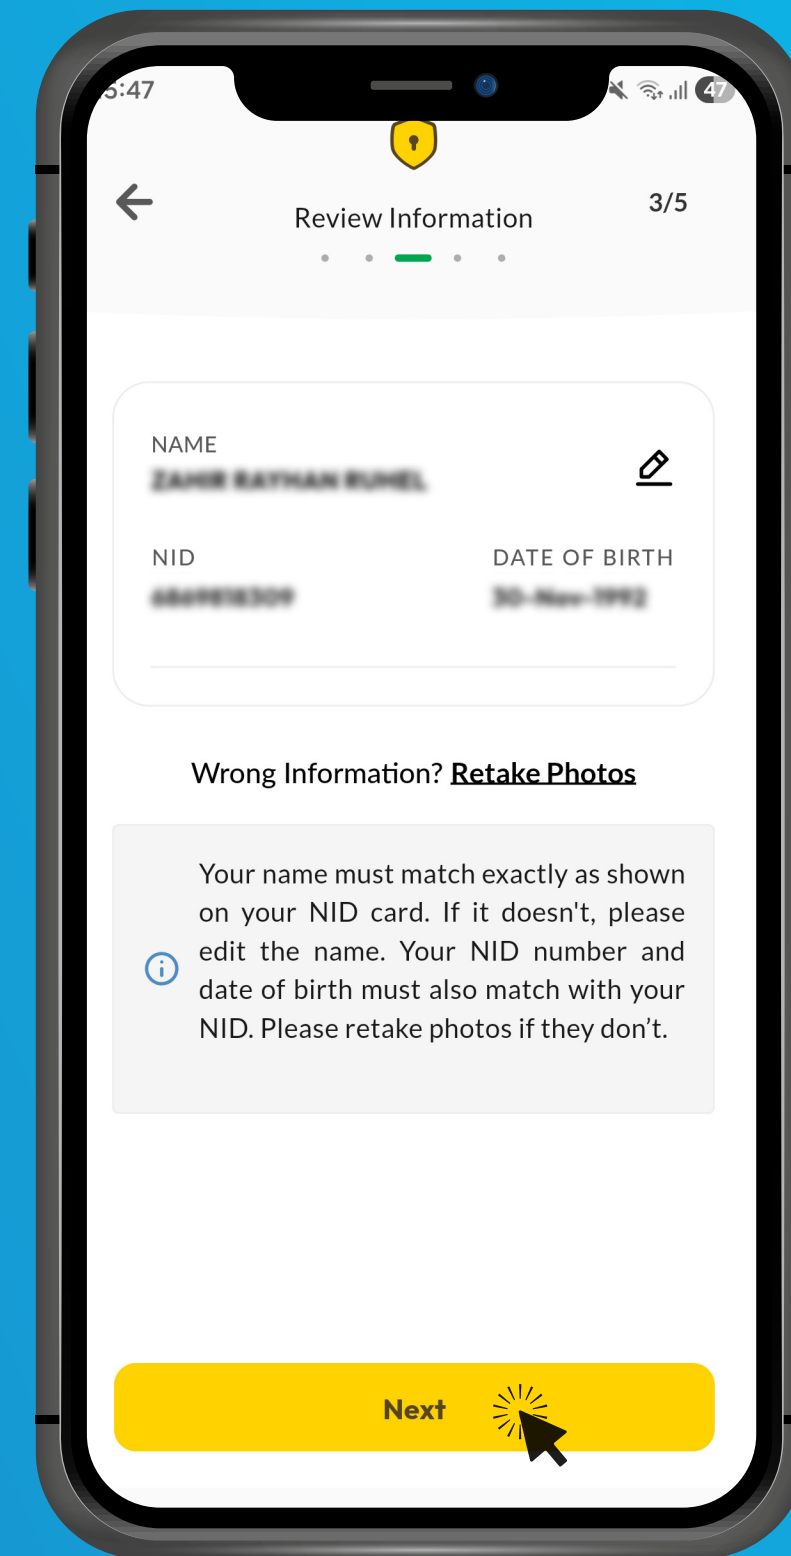 5:47
47
Review Information
3/5
NAME
NID
DATE OF BIRTH
Wrong Information? Retake Photos
Your name must match exactly as shown
on your NID card. If it doesn't, please
edit the name. Your NID number and
date of birth must also match with your
NID. Please retake photos if they don’t.
Next